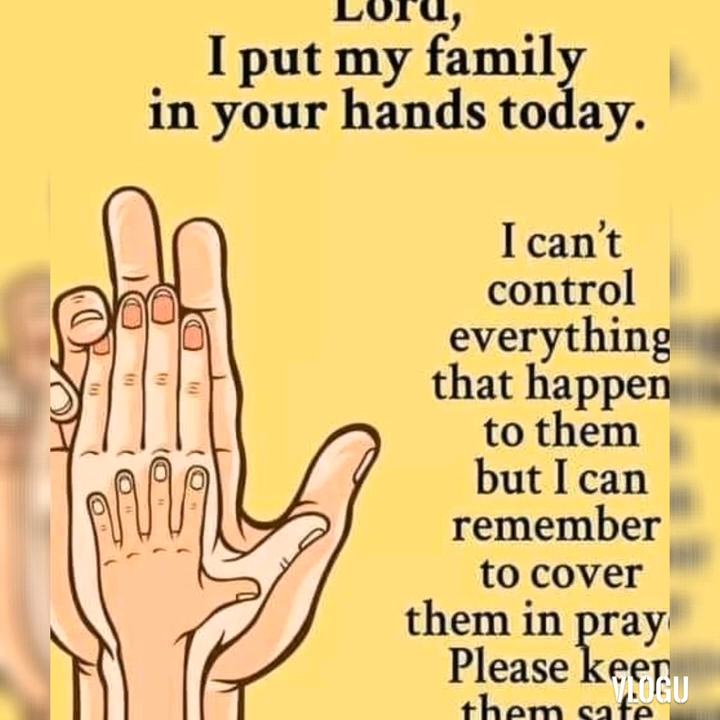 Lord,
I put my family
in your hands today.
I can't
control
everything
that happen
to them
but I can
remember
to cover
them in pray
Please keep
them safe
VLOGU